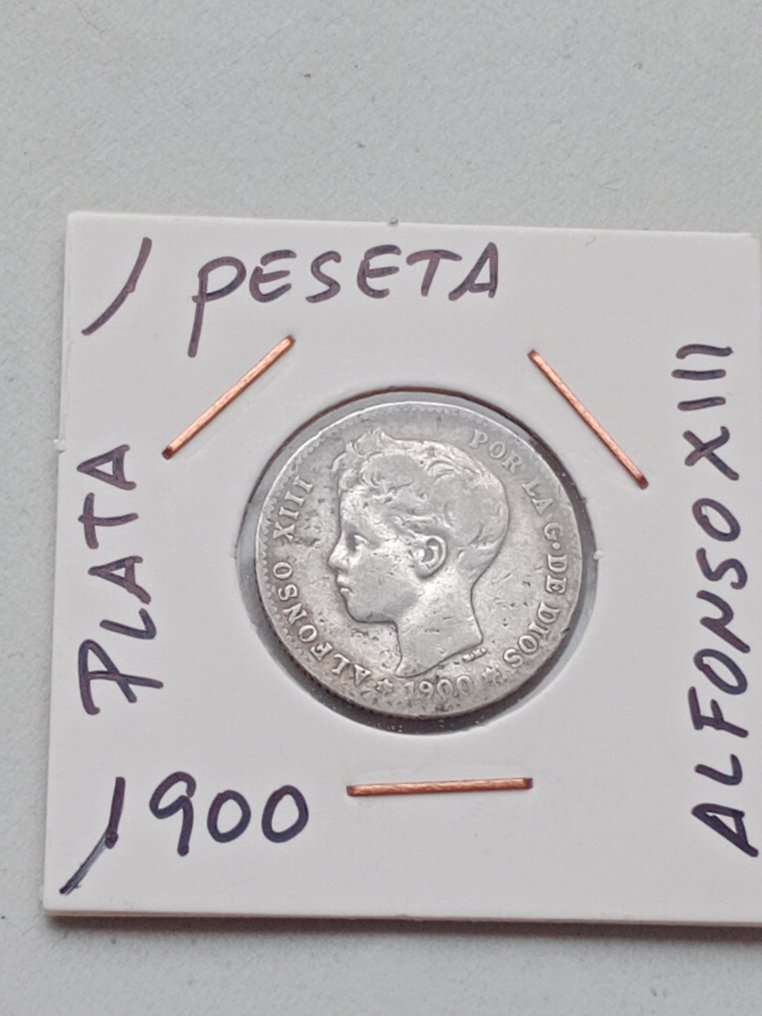 1 PESETA
PLATA
ALFONSO XIII
1900
ALFONSO XIII POR LA G. DE DIOS
* 1900 *